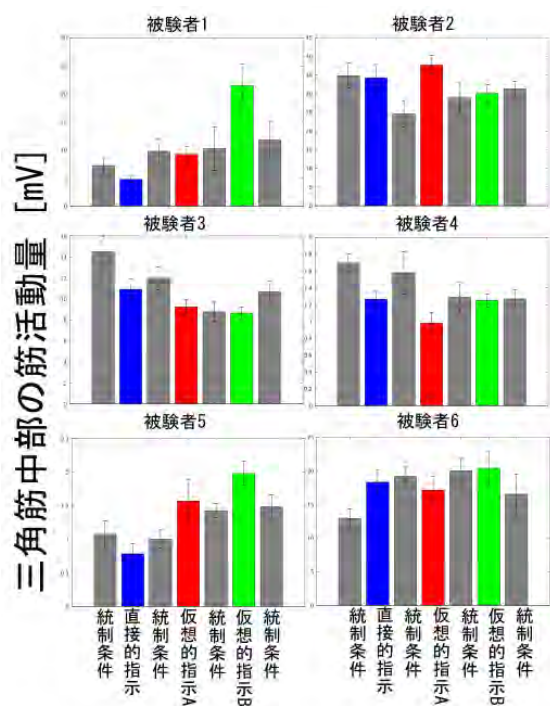 被験者1
被験者2
被験者3
被験者4
被験者5
被験者6
三角筋中部の筋活動量 [mV]
統制条件
直接的指示
統制条件
仮想的指示A
統制条件
仮想的指示B
統制条件
統制条件
直接的指示
統制条件
仮想的指示A
統制条件
仮想的指示B
統制条件